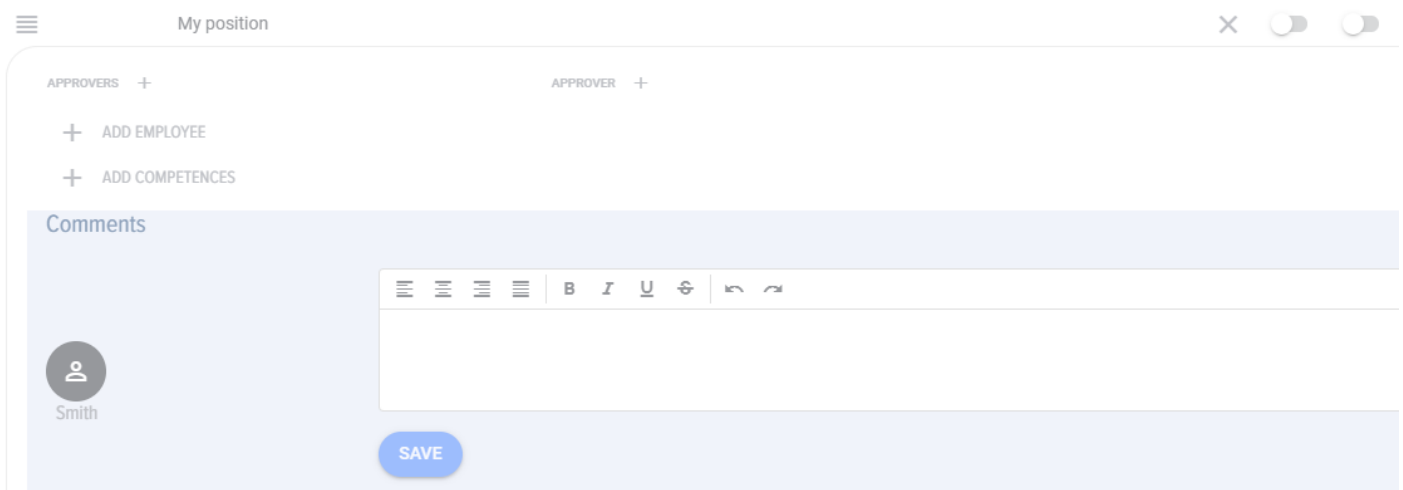 My position
APPROVERS
APPROVER
ADD EMPLOYEE
ADD COMPETENCES
Comments
B I U S
Smith
SAVE